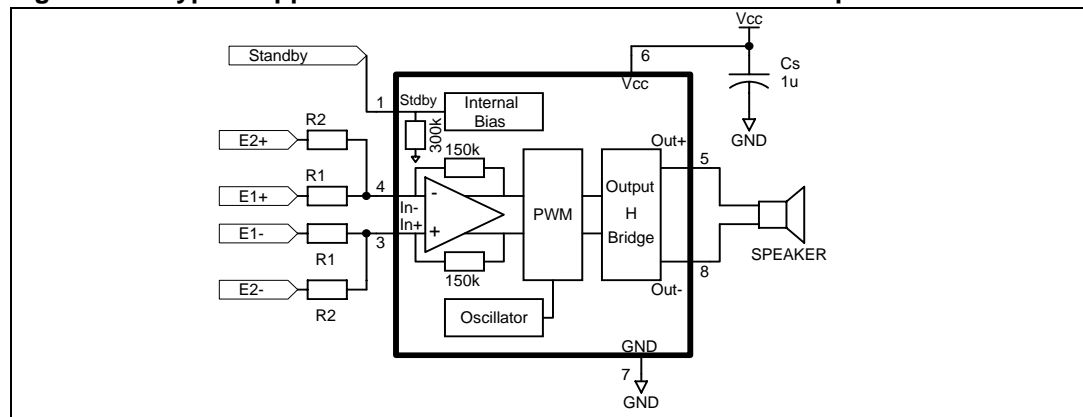 Vcc
Standby
6
Cs
1u
Vcc
1
Stdby
Internal
Bias
300k
GND
R2
E2+
150k
Out+
5
R1
E1+
4
-
In-
In+
+
PWM
Output
H
Bridge
E1-
3
R1
SPEAKER
150k
8
E2-
Out-
R2
Oscillator
GND
7
GND